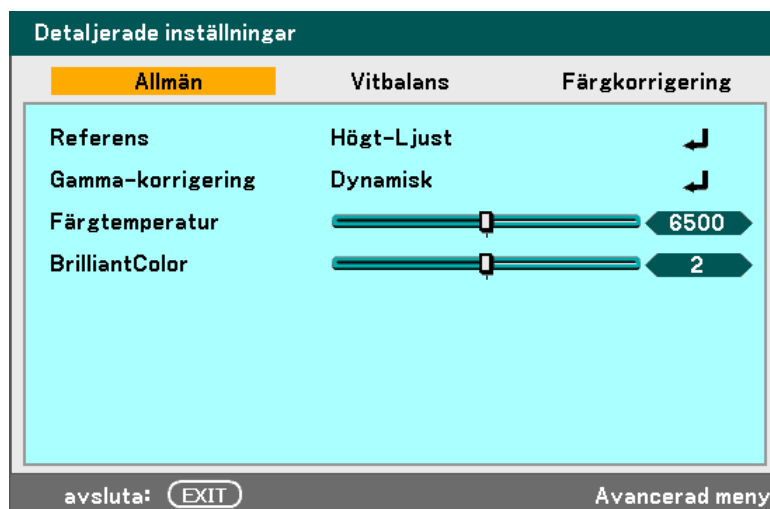 Detaljerade inställningar
Allmän Vitbalans Färgkorrigering
Referens Högt-Ljust
Gamma-korrigering Dynamisk
Färgtemperatur 6500
BrilliantColor 2
avsluta: EXIT Avancerad meny